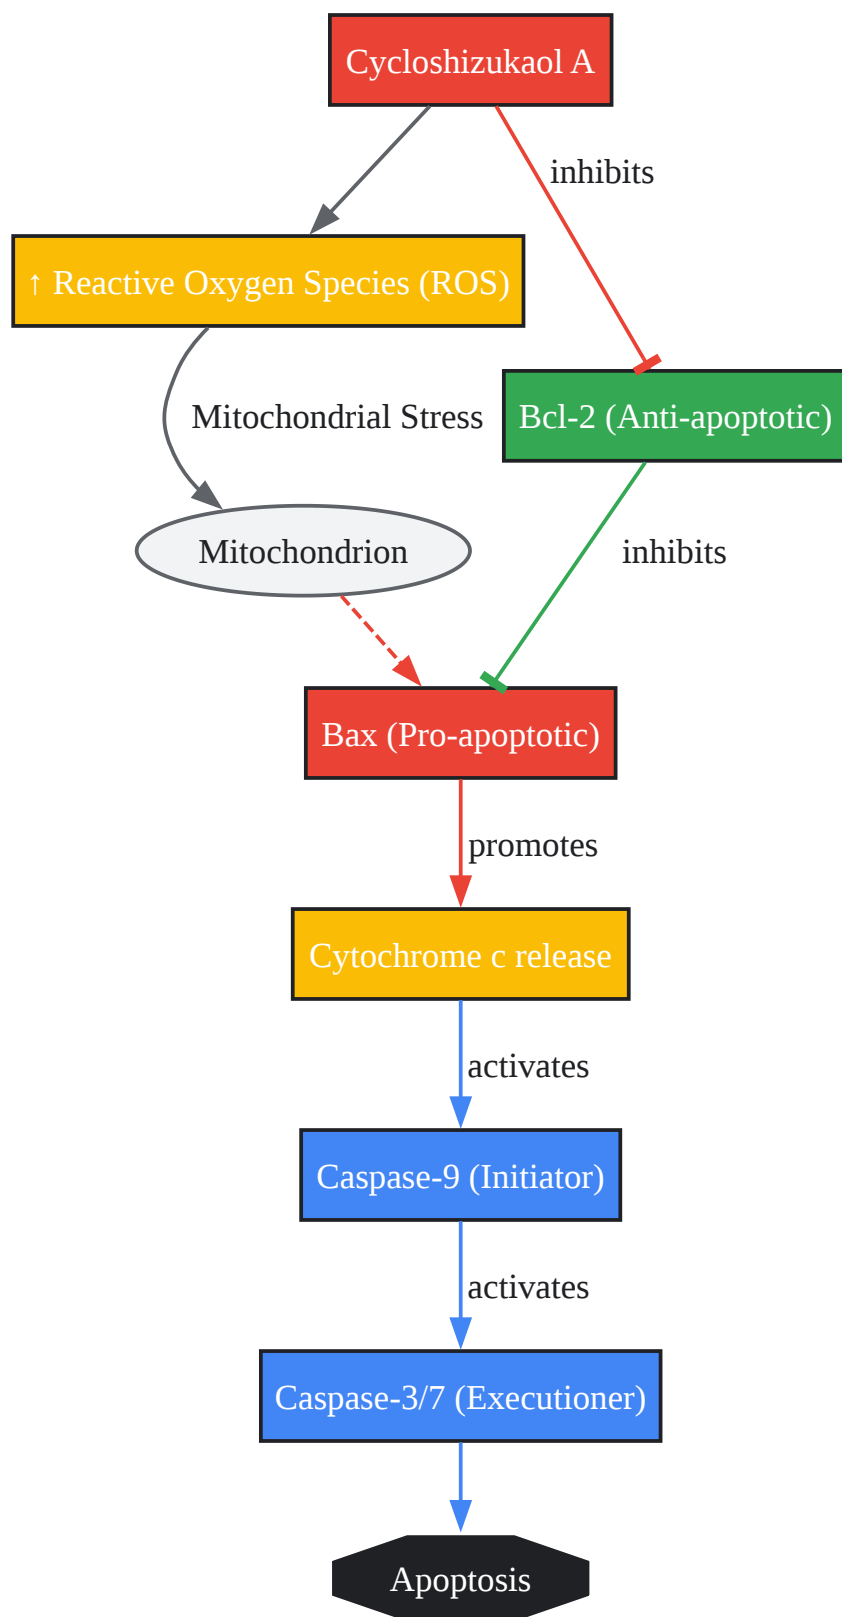 Cycloshizukaol A
inhibits
↑ Reactive Oxygen Species (ROS)
Mitochondrial Stress
Bcl-2 (Anti-apoptotic)
Mitochondrion
inhibits
Bax (Pro-apoptotic)
promotes
Cytochrome c release
activates
Caspase-9 (Initiator)
activates
Caspase-3/7 (Executioner)
Apoptosis